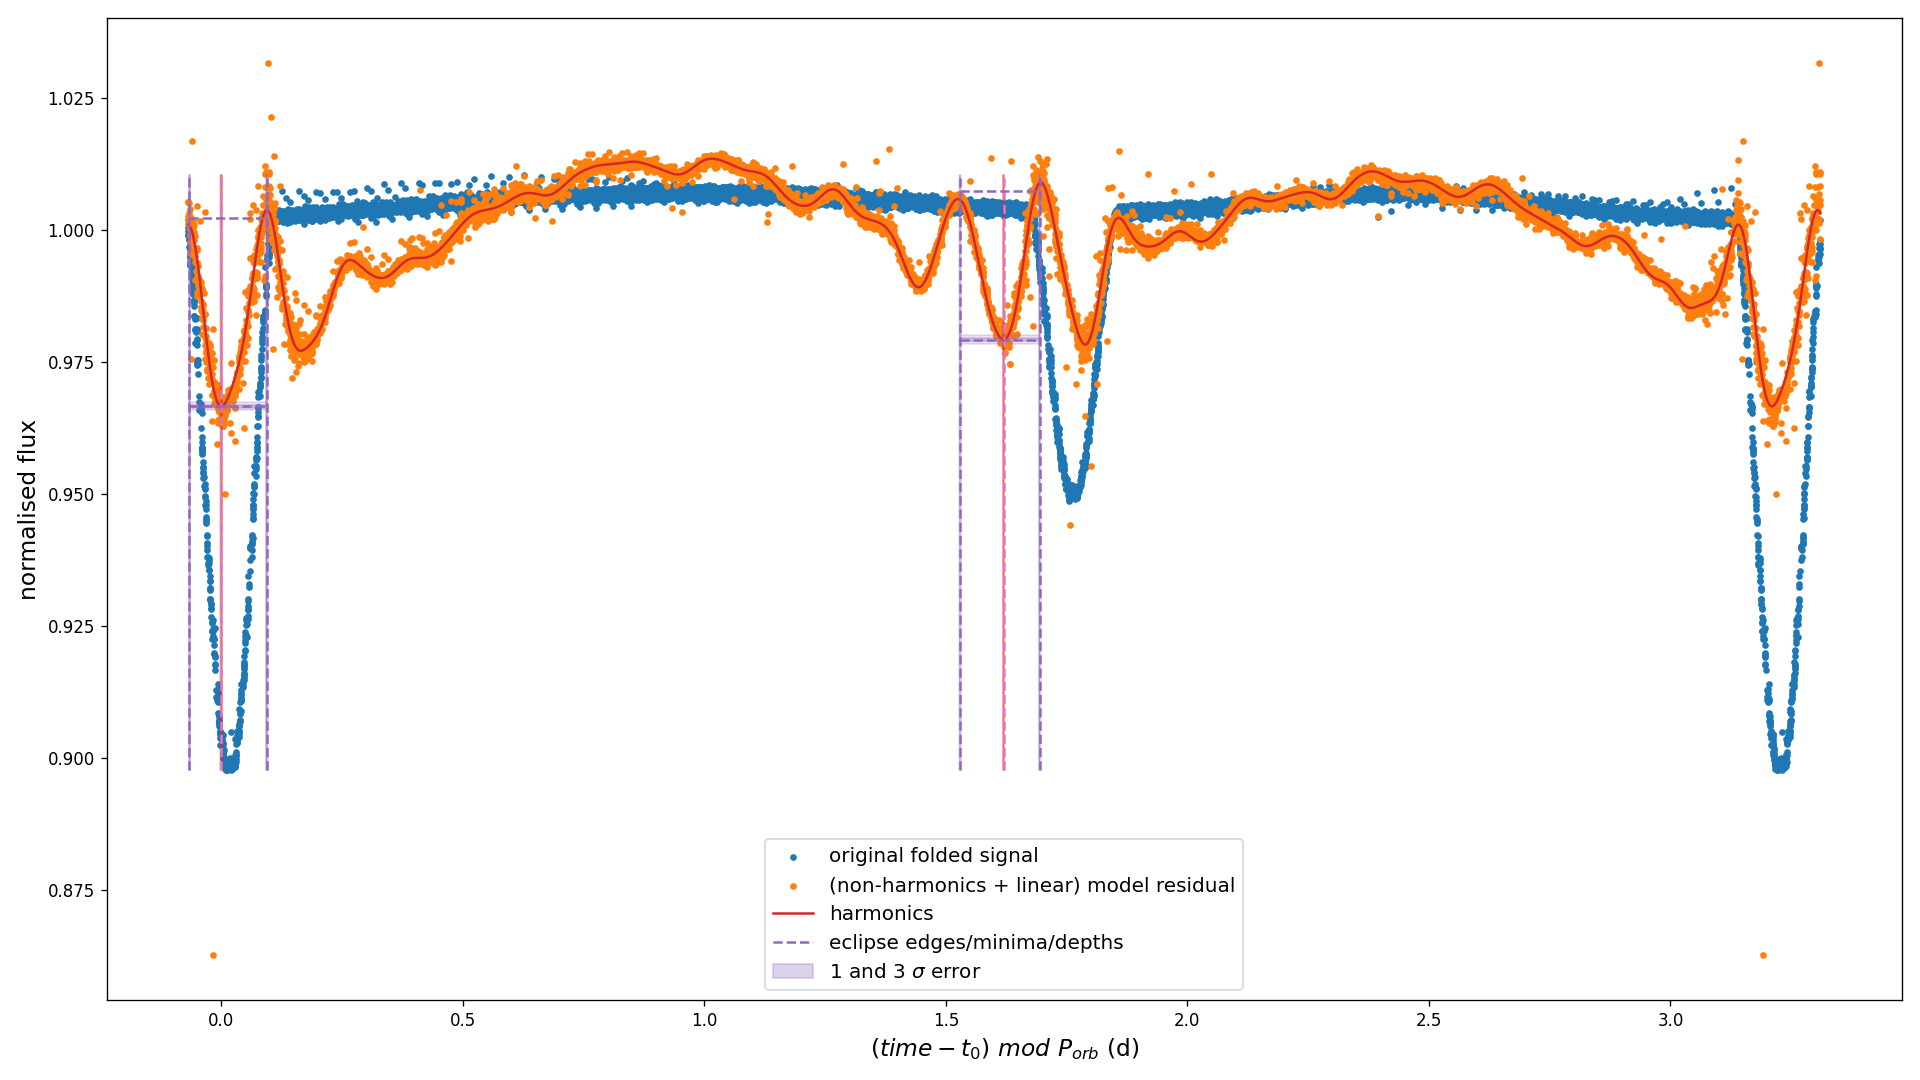 normalised flux
1.025
1.000
0.975
0.950
0.925
0.900
0.875
original folded signal
(non-harmonics + linear) model residual
harmonics
eclipse edges/minima/depths
1 and 3 σ error
0.0 0.5 1.0 1.5 2.0 2.5 3.0
(time − t₀) mod P_orb (d)